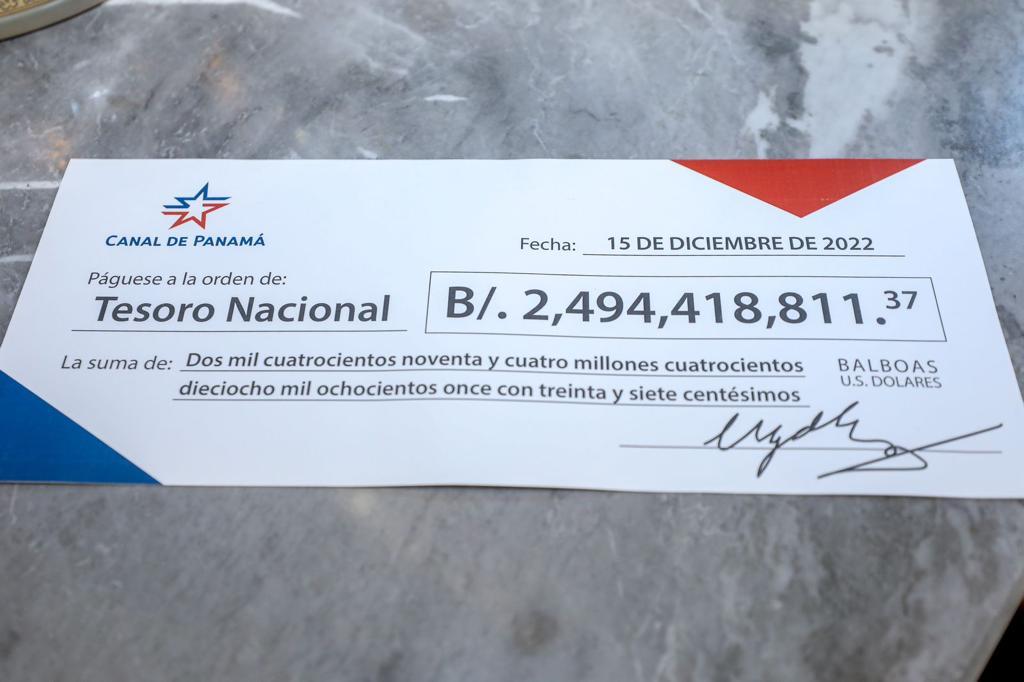 CANAL DE PANAMÁ
Fecha: 15 DE DICIEMBRE DE 2022
Páguese a la orden de:
Tesoro Nacional
B/. 2,494,418,811.37
La suma de: Dos mil cuatrocientos noventa y cuatro millones cuatrocientos
dieciocho mil ochocientos once con treinta y siete centésimos
BALBOAS
U.S. DOLARES